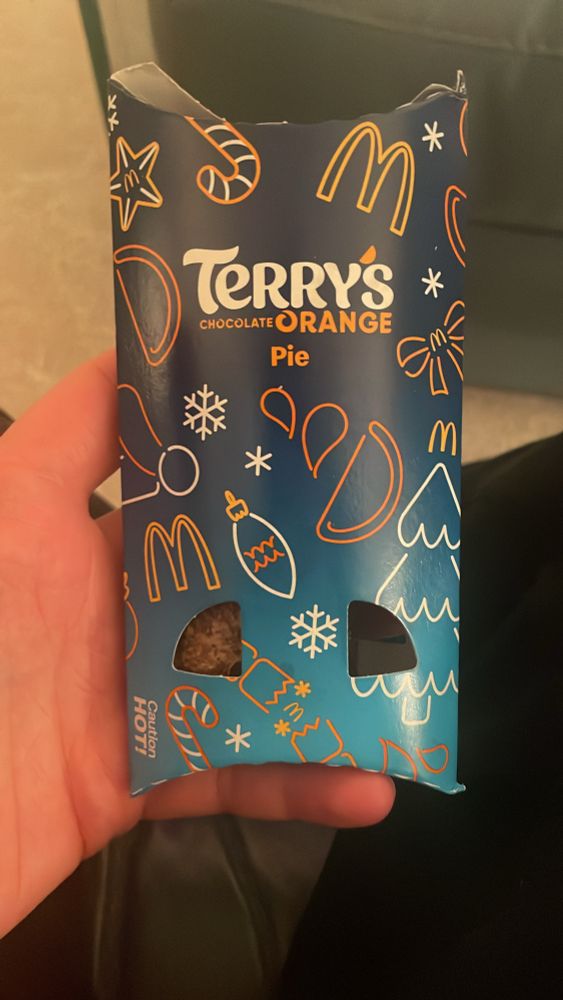 TERRY'S
CHOCOLATE ORANGE
Pie
Caution
HOT!